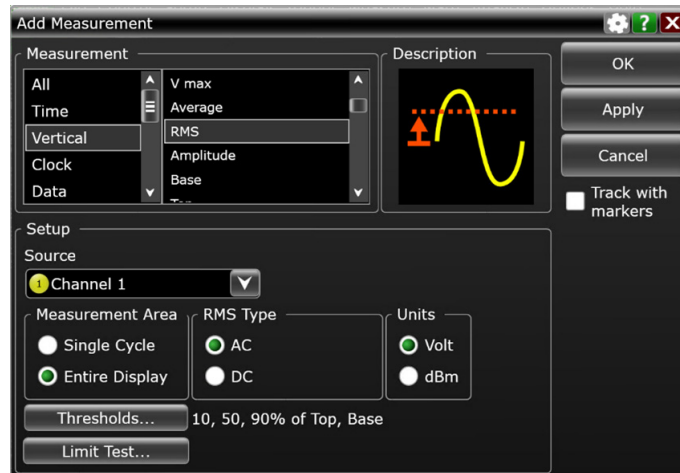 Add Measurement
?
X
Measurement
All
Time
Vertical
Clock
Data
V max
Average
RMS
Amplitude
Base
Description
OK
Apply
Cancel
Track with
markers
Setup
Source
1 Channel 1
Measurement Area
Single Cycle
Entire Display
RMS Type
AC
DC
Units
Volt
dBm
Thresholds...
10, 50, 90% of Top, Base
Limit Test...